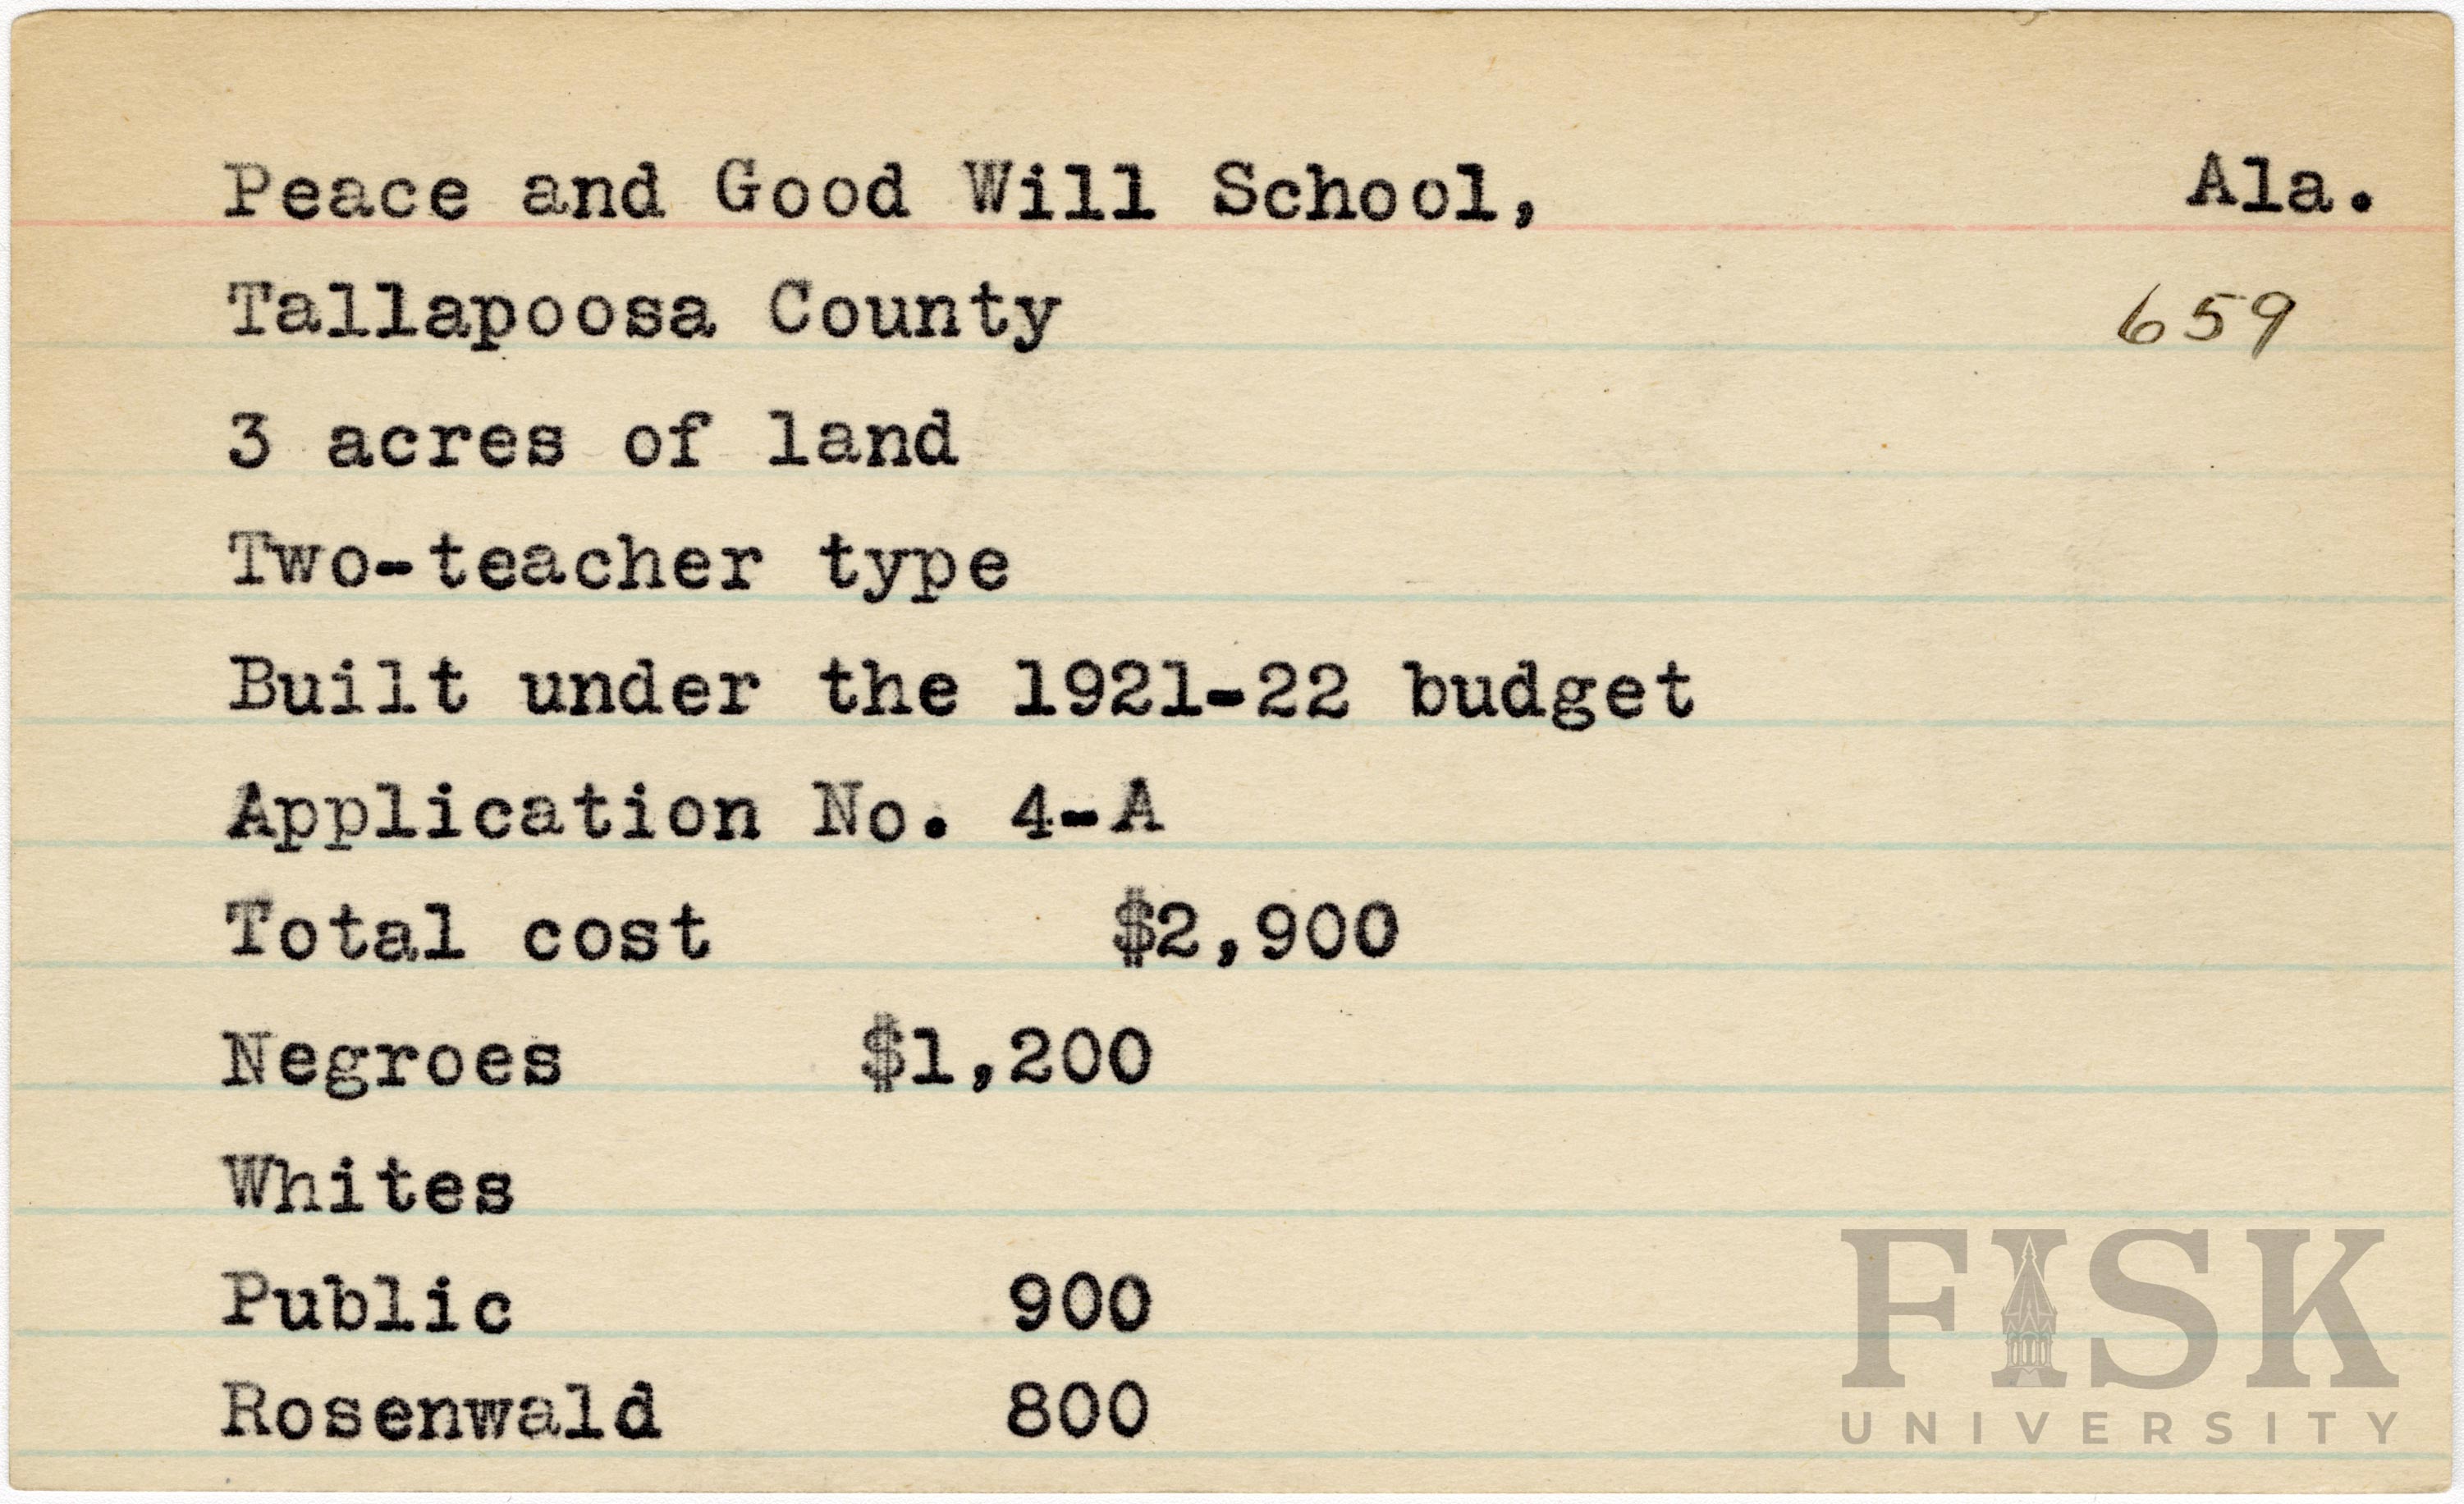 Peace and Good Will School, Ala.
Tallapoosa County 659
3 acres of land
Two-teacher type
Built under the 1921-22 budget
Application No. 4-A
Total cost $2,900
Negroes $1,200
Whites
Public 900
Rosenwald 800
FISK
UNIVERSITY